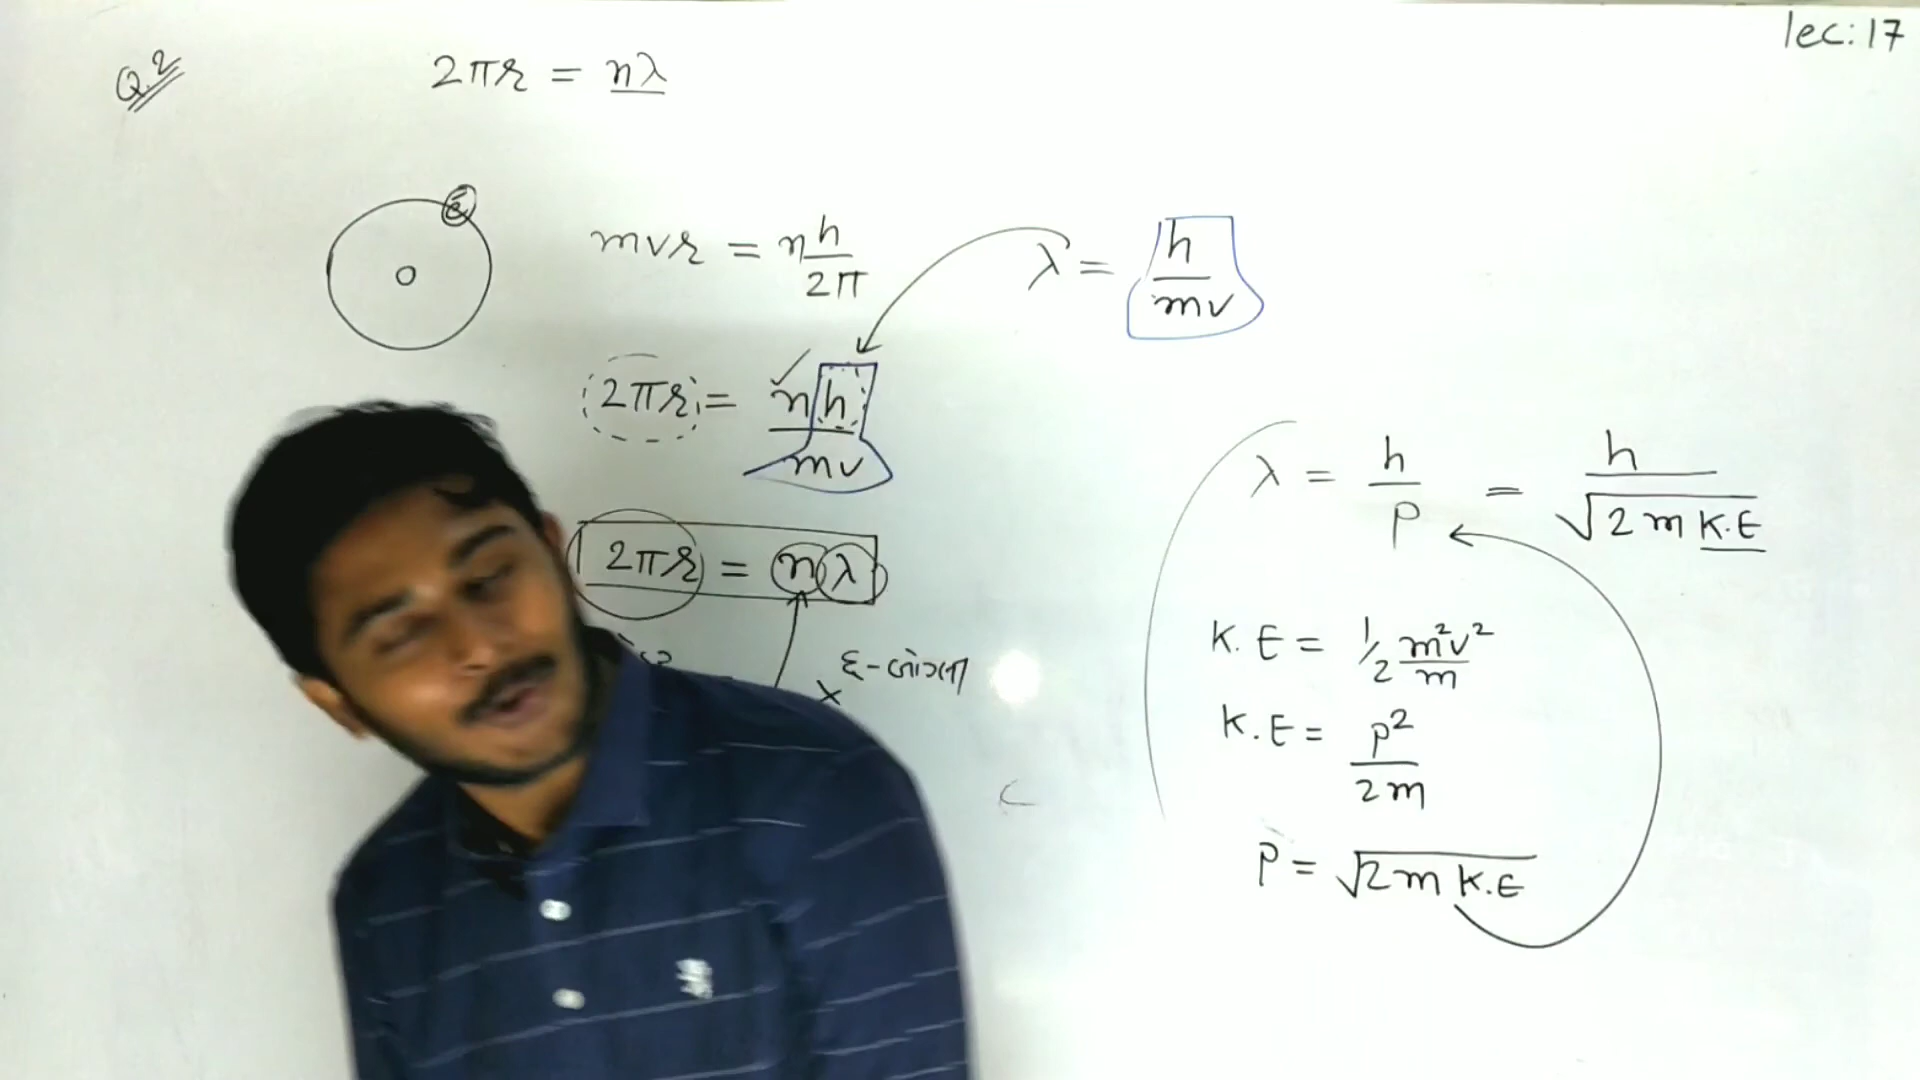 lec: 17
Q.2
2πr = nλ
e⁻
mvr = nh/2π
λ = h/mv
2πr = nh/mv
λ = h/P = h/√2m K.E
2πr = nλ
K.E = 1/2 m²v²/m
K.E = p²/2m
P = √2m K.E